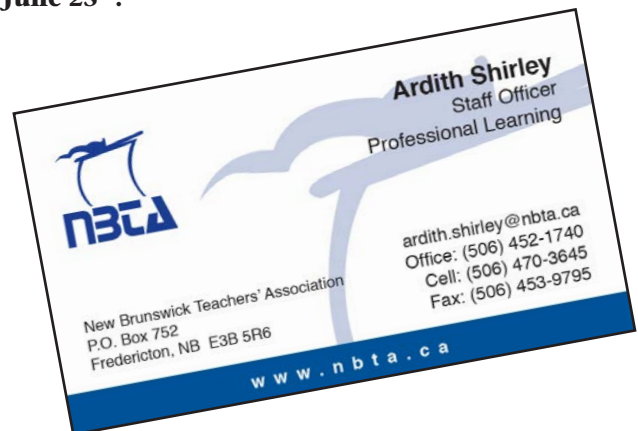 June 23
Ardith Shirley
Staff Officer
Professional Learning
NBTA
ardith.shirley@nbta.ca
Office: (506) 452-1740
Cell: (506) 470-3645
Fax: (506) 453-9795
New Brunswick Teachers' Association
P.O. Box 752
Fredericton, NB E3B 5R6
www.nbta.ca